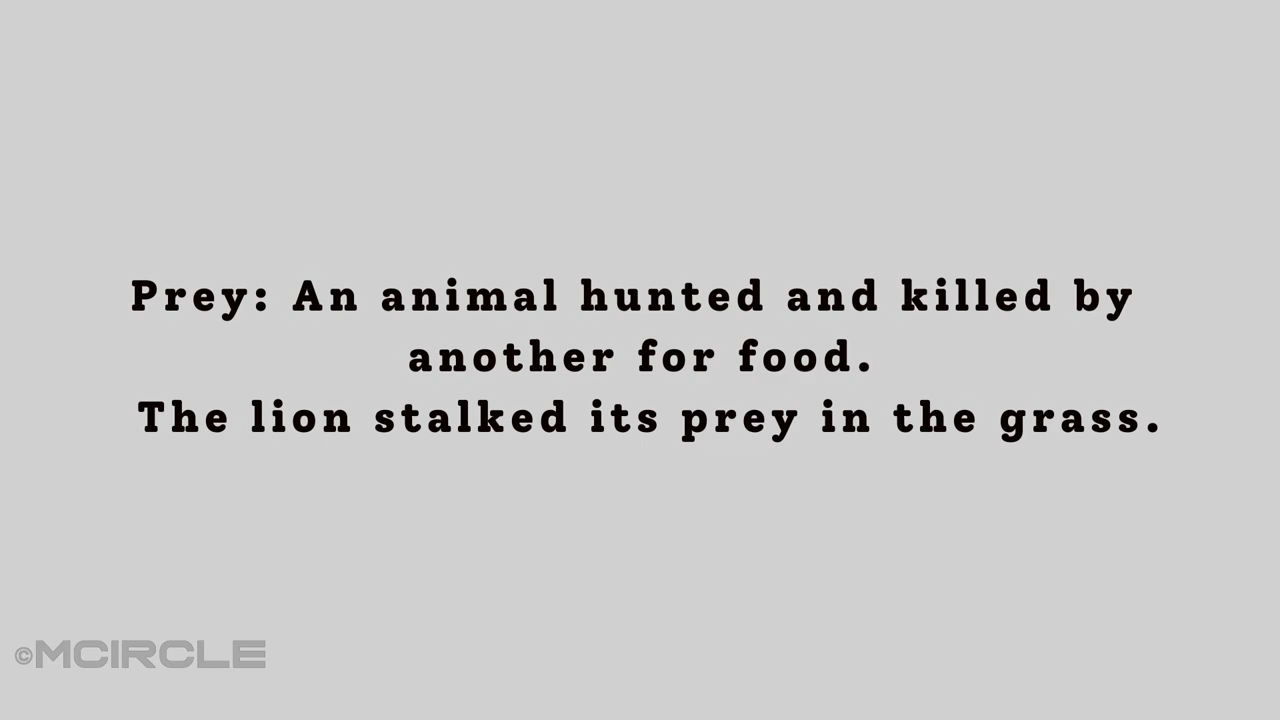 Prey: An animal hunted and killed by
another for food.
The lion stalked its prey in the grass.
©MCIRCLE